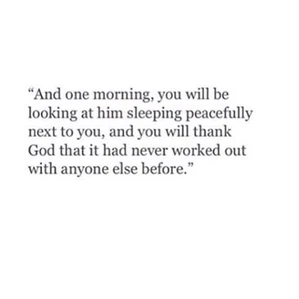 “And one morning, you will be
looking at him sleeping peacefully
next to you, and you will thank
God that it had never worked out
with anyone else before.”